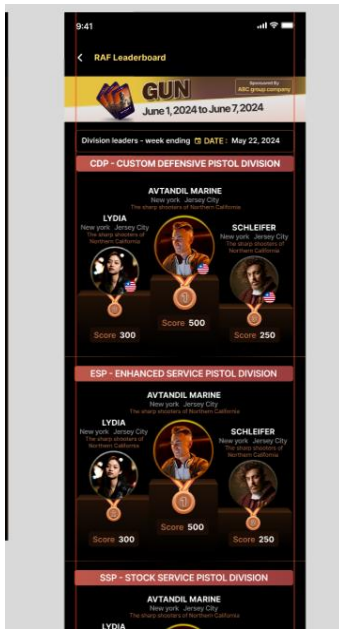 9:41
RAF Leaderboard
GUN
Sponsored By
ABC group company
June 1, 2024 to June 7, 2024
Division leaders - week ending DATE : May 22, 2024
CDP - CUSTOM DEFENSIVE PISTOL DIVISION
AVTANDIL MARINE
New york Jersey City
The sharp shooters of Northern California
LYDIA
New york Jersey City
The sharp shooters of
Northern California
SCHLEIFER
New york Jersey City
The sharp shooters of
Northern California
Score 300
Score 500
Score 250
ESP - ENHANCED SERVICE PISTOL DIVISION
AVTANDIL MARINE
New york Jersey City
The sharp shooters of Northern California
LYDIA
New york Jersey City
The sharp shooters of
Northern California
SCHLEIFER
New york Jersey City
The sharp shooters of
Northern California
Score 300
Score 500
Score 250
SSP - STOCK SERVICE PISTOL DIVISION
AVTANDIL MARINE
New york Jersey City
The sharp shooters of Northern California
LYDIA